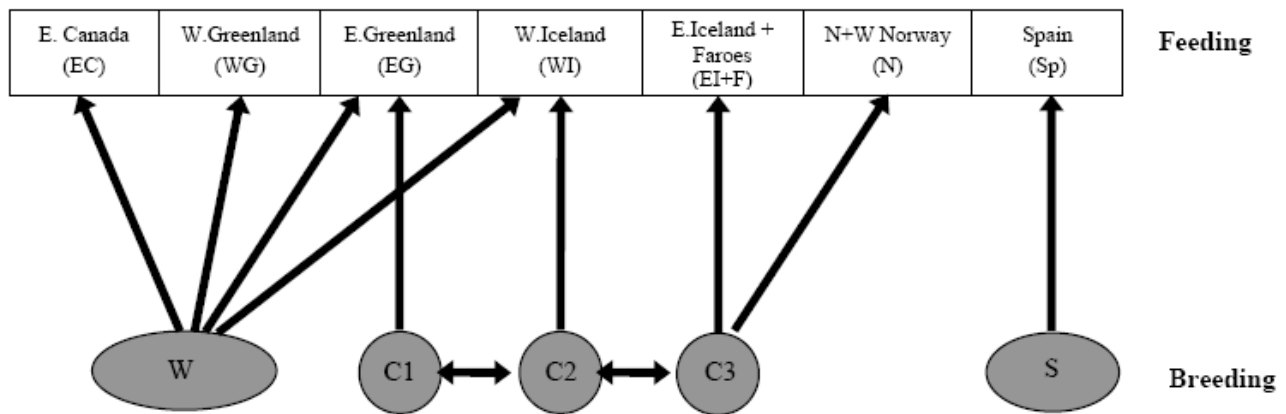 E. Canada
(EC)
W.Greenland
(WG)
E.Greenland
(EG)
W.Iceland
(WI)
E.Iceland +
Faroes
(EI+F)
N+W Norway
(N)
Spain
(Sp)
Feeding
W
C1
C2
C3
S
Breeding